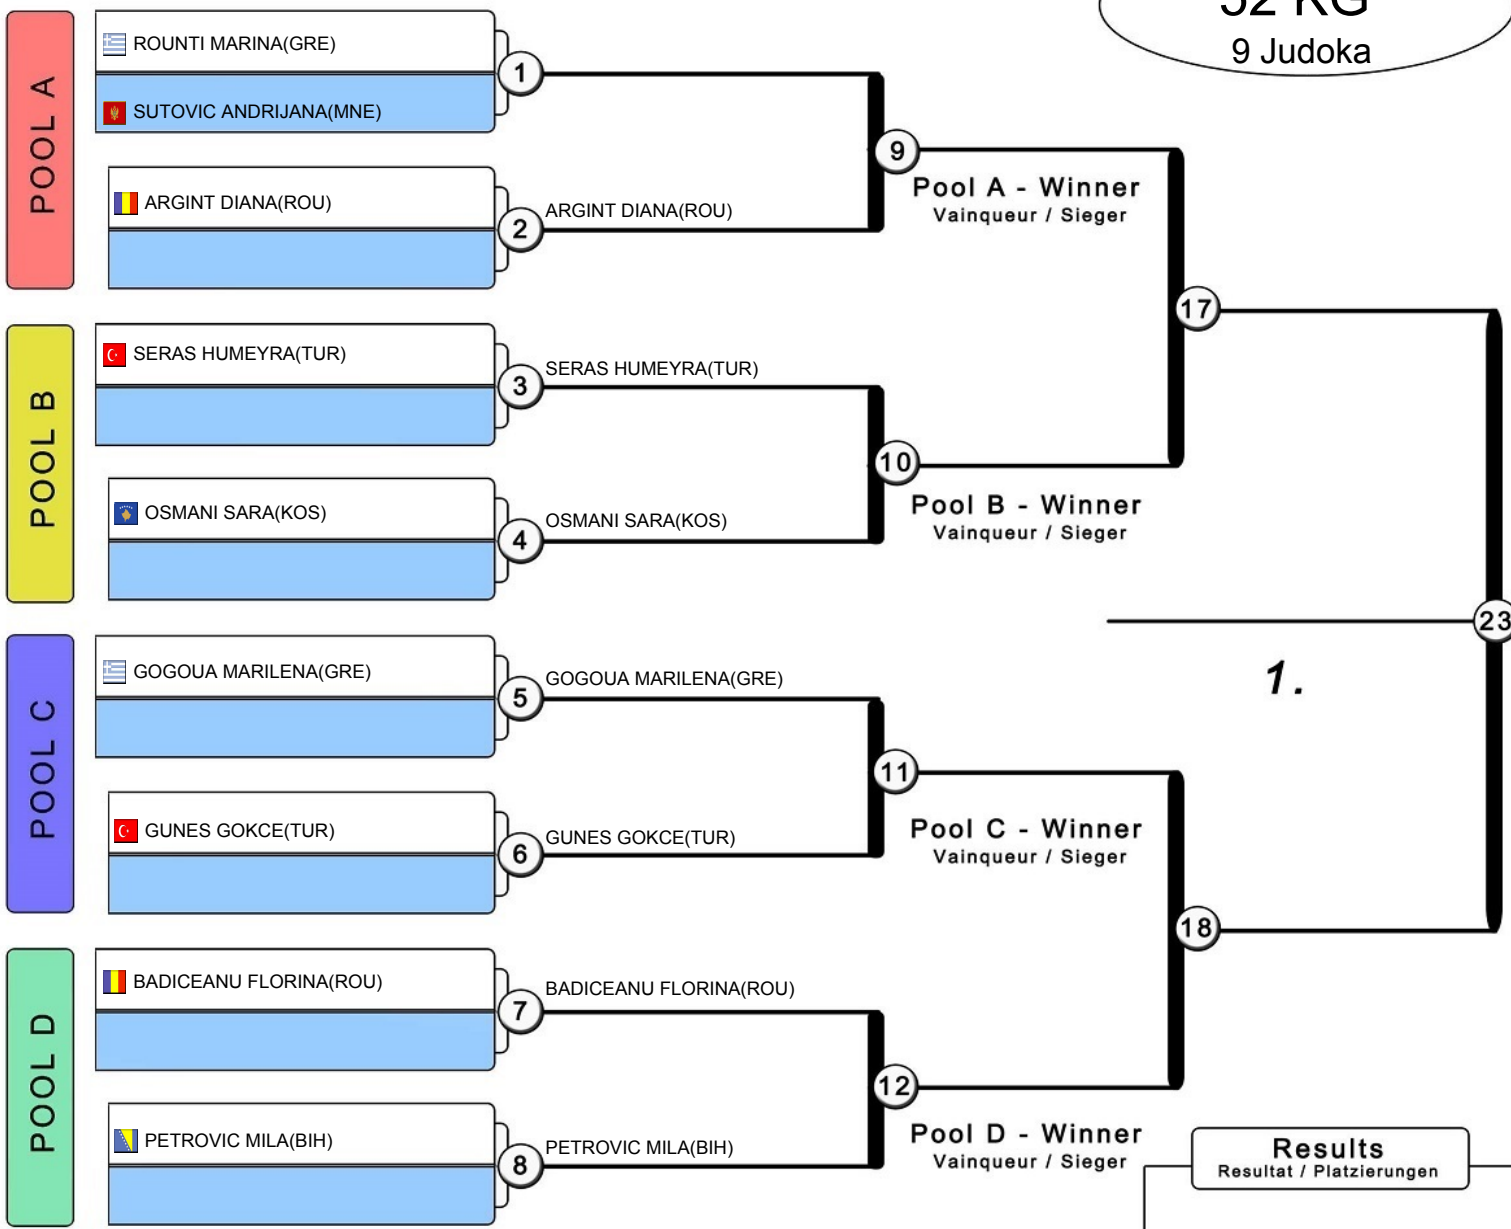 52 KG
9 Judoka
POOL A
ROUNTI MARINA(GRE)
SUTOVIC ANDRIJANA(MNE)
1
ARGINT DIANA(ROU)
2
ARGINT DIANA(ROU)
9
Pool A - Winner
Vainqueur / Sieger
POOL B
SERAS HUMEYRA(TUR)
3
SERAS HUMEYRA(TUR)
OSMANI SARA(KOS)
4
OSMANI SARA(KOS)
10
Pool B - Winner
Vainqueur / Sieger
17
POOL C
GOGOUA MARILENA(GRE)
5
GOGOUA MARILENA(GRE)
GUNES GOKCE(TUR)
6
GUNES GOKCE(TUR)
11
Pool C - Winner
Vainqueur / Sieger
POOL D
BADICEANU FLORINA(ROU)
7
BADICEANU FLORINA(ROU)
PETROVIC MILA(BIH)
8
PETROVIC MILA(BIH)
12
Pool D - Winner
Vainqueur / Sieger
18
23
1.
Results
Resultat / Platzierungen